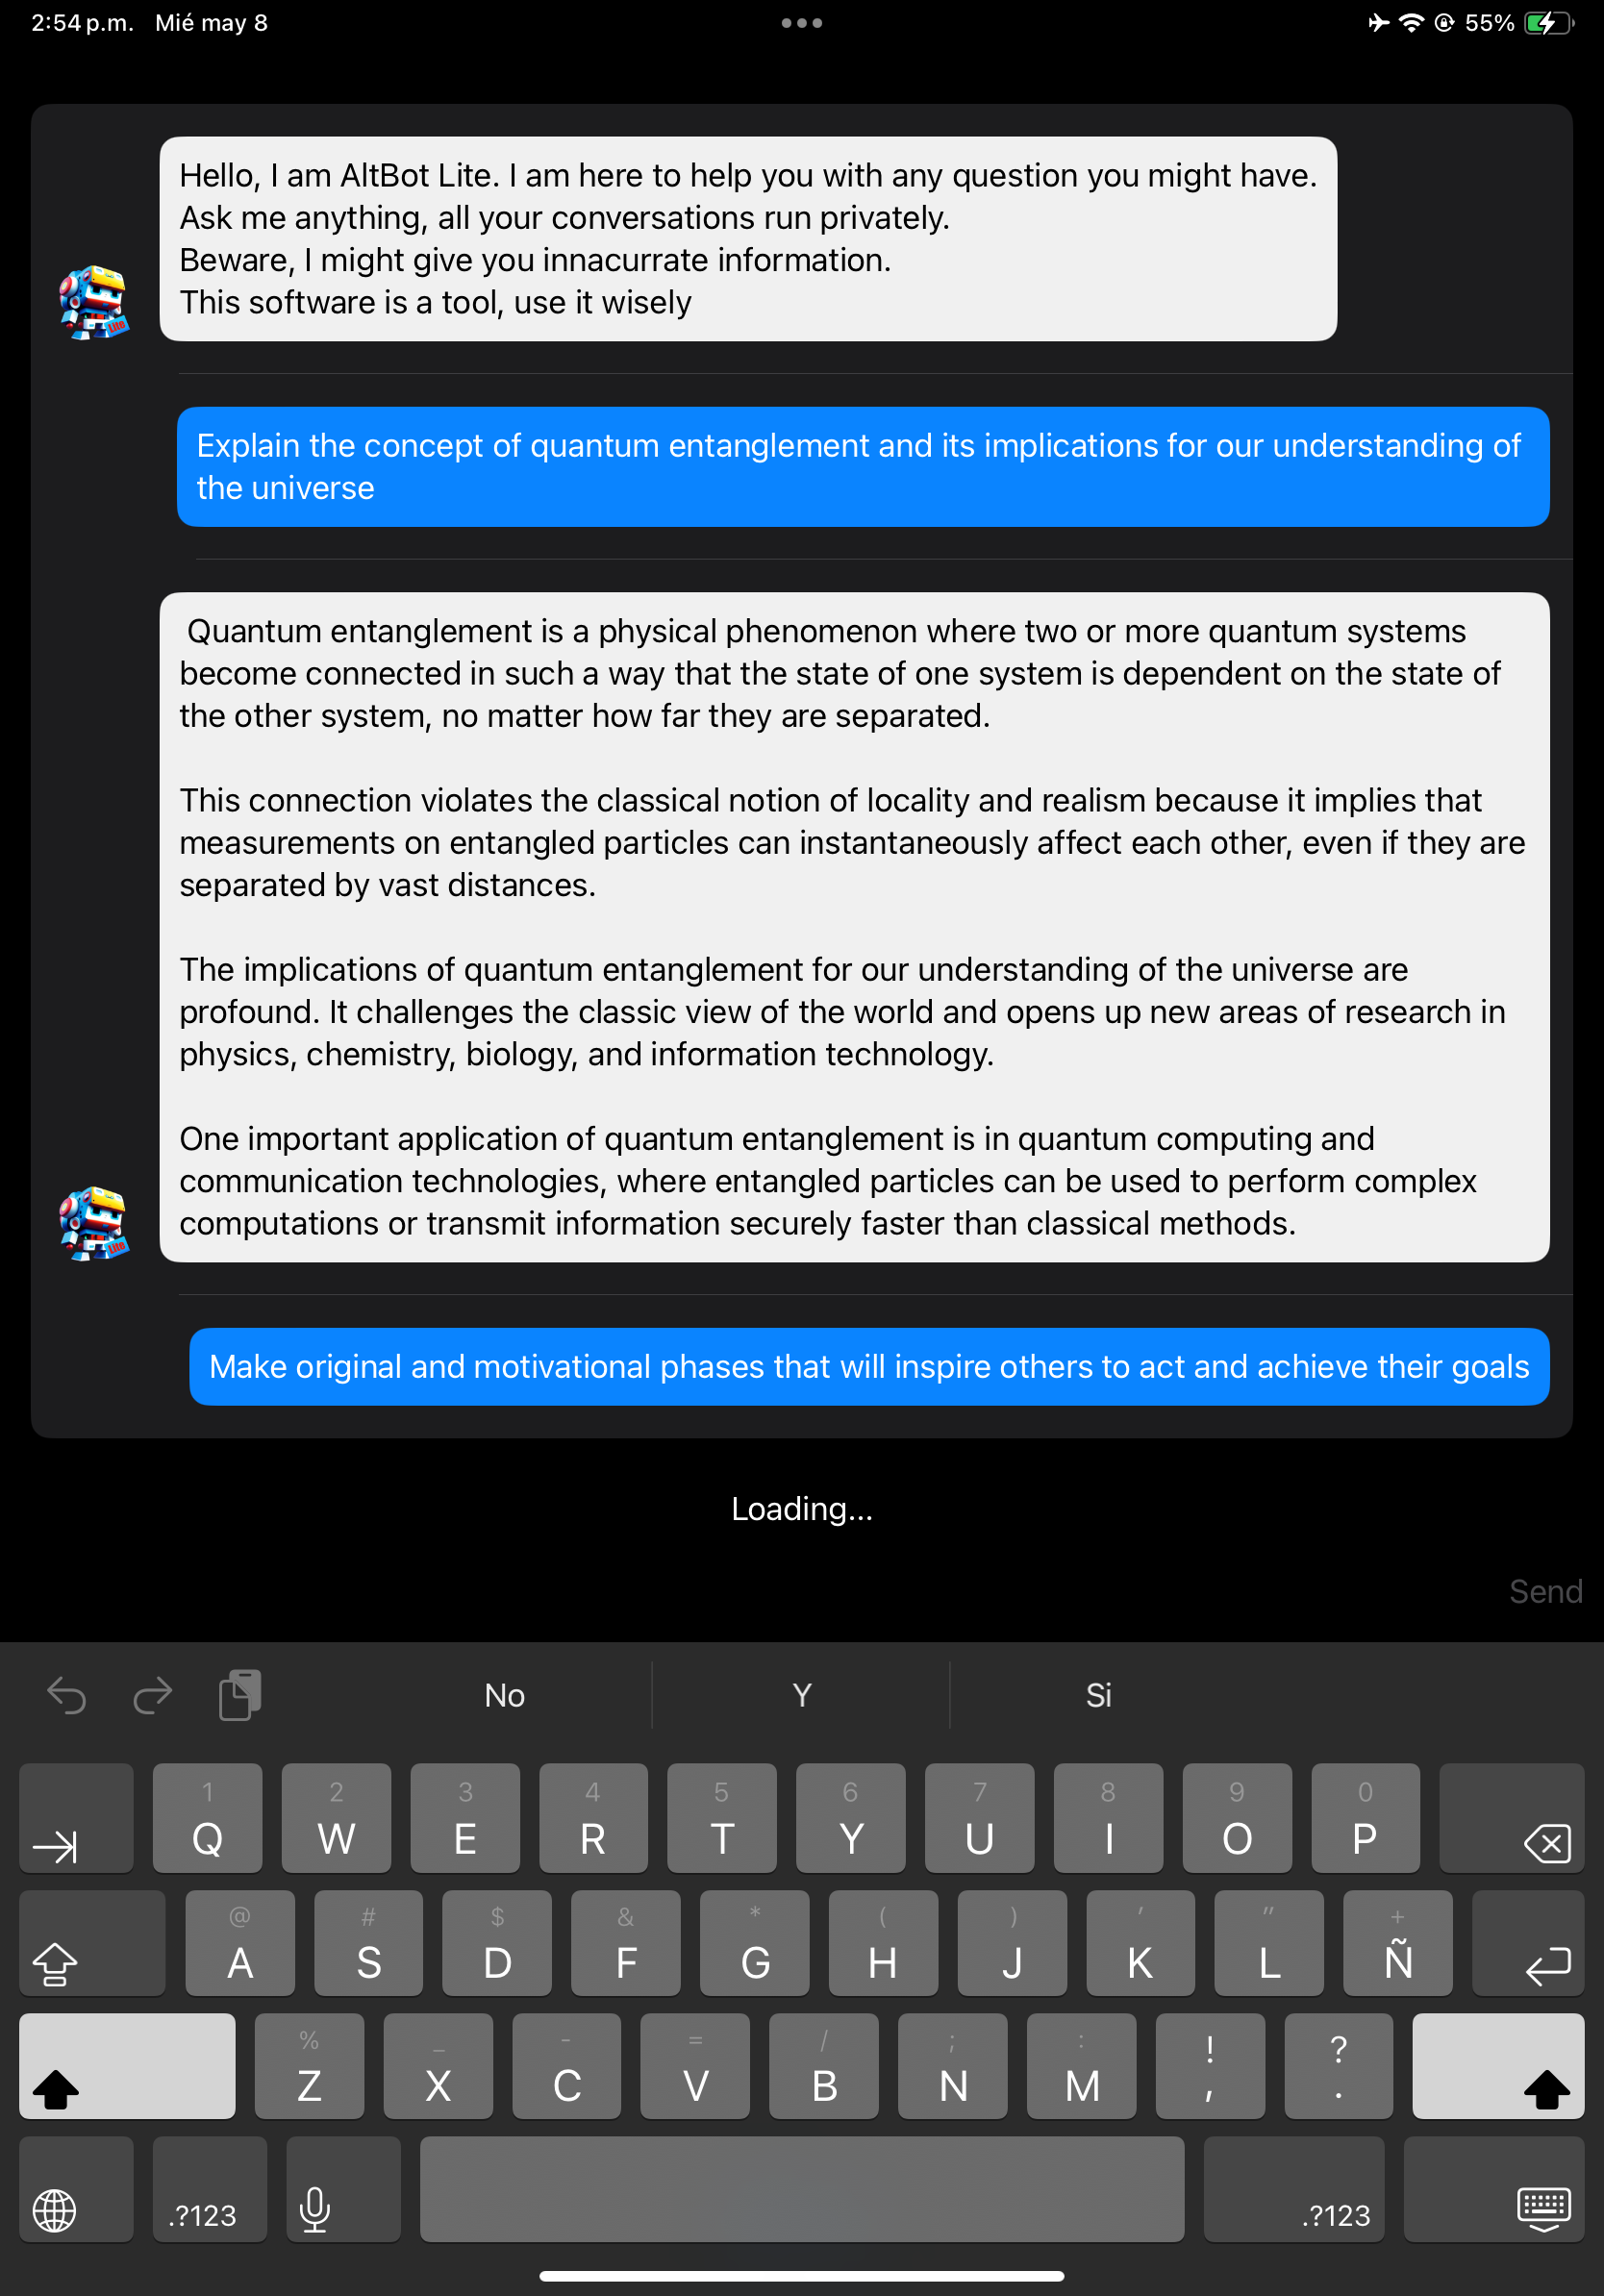 2:54 p.m. Mié may 8
55%
Hello, I am AltBot Lite. I am here to help you with any question you might have.
Ask me anything, all your conversations run privately.
Beware, I might give you innacurrate information.
This software is a tool, use it wisely
Lite
Explain the concept of quantum entanglement and its implications for our understanding of
the universe
Quantum entanglement is a physical phenomenon where two or more quantum systems
become connected in such a way that the state of one system is dependent on the state of
the other system, no matter how far they are separated.
This connection violates the classical notion of locality and realism because it implies that
measurements on entangled particles can instantaneously affect each other, even if they are
separated by vast distances.
The implications of quantum entanglement for our understanding of the universe are
profound. It challenges the classic view of the world and opens up new areas of research in
physics, chemistry, biology, and information technology.
One important application of quantum entanglement is in quantum computing and
communication technologies, where entangled particles can be used to perform complex
computations or transmit information securely faster than classical methods.
Lite
Make original and motivational phases that will inspire others to act and achieve their goals
Loading...
Send
No Y Si
1 2 3 4 5 6 7 8 9 0
Q W E R T Y U I O P
@ # $ & * ( ) ' " +
A S D F G H J K L Ñ
% _ - = / ; : ! ?
Z X C V B N M , .
.?123 .?123